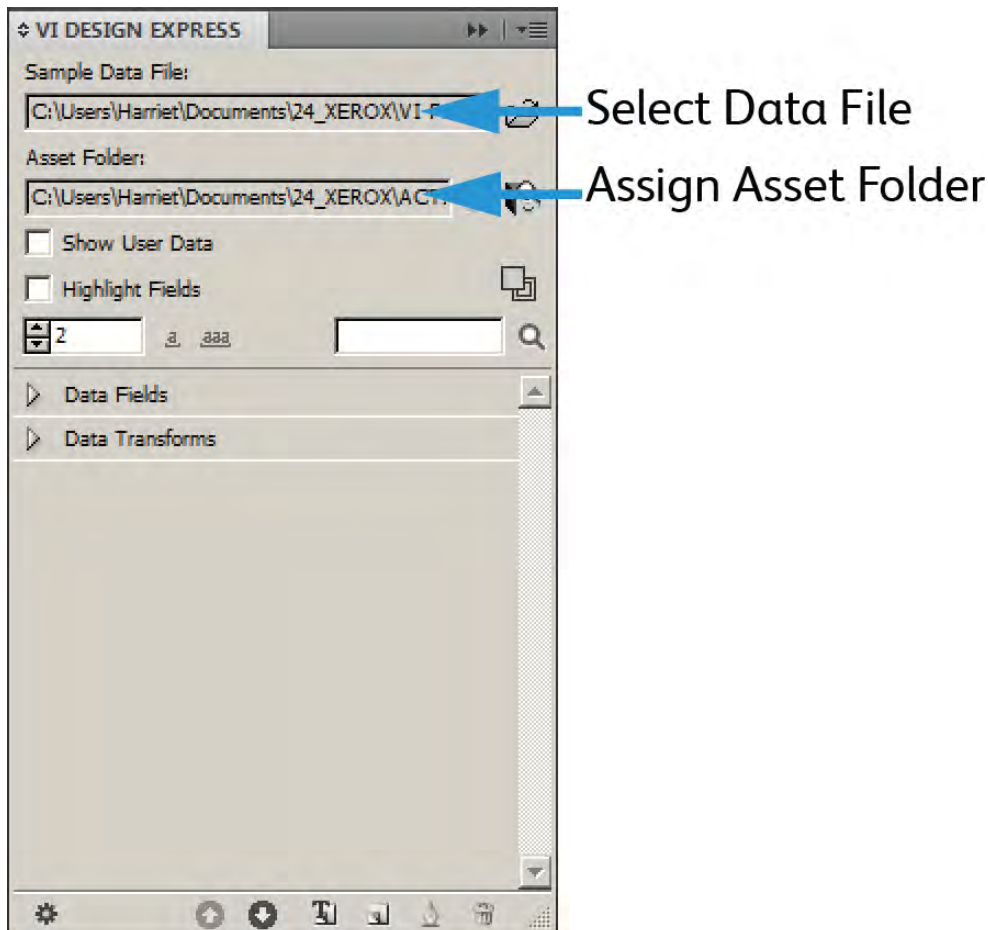 VI DESIGN EXPRESS
Sample Data File:
C:\Users\Harriet\Documents\24_XEROX\VI-
Select Data File
Asset Folder:
C:\Users\Harriet\Documents\24_XEROX\ACT
Assign Asset Folder
Show User Data
Highlight Fields
2 a aaa
Data Fields
Data Transforms